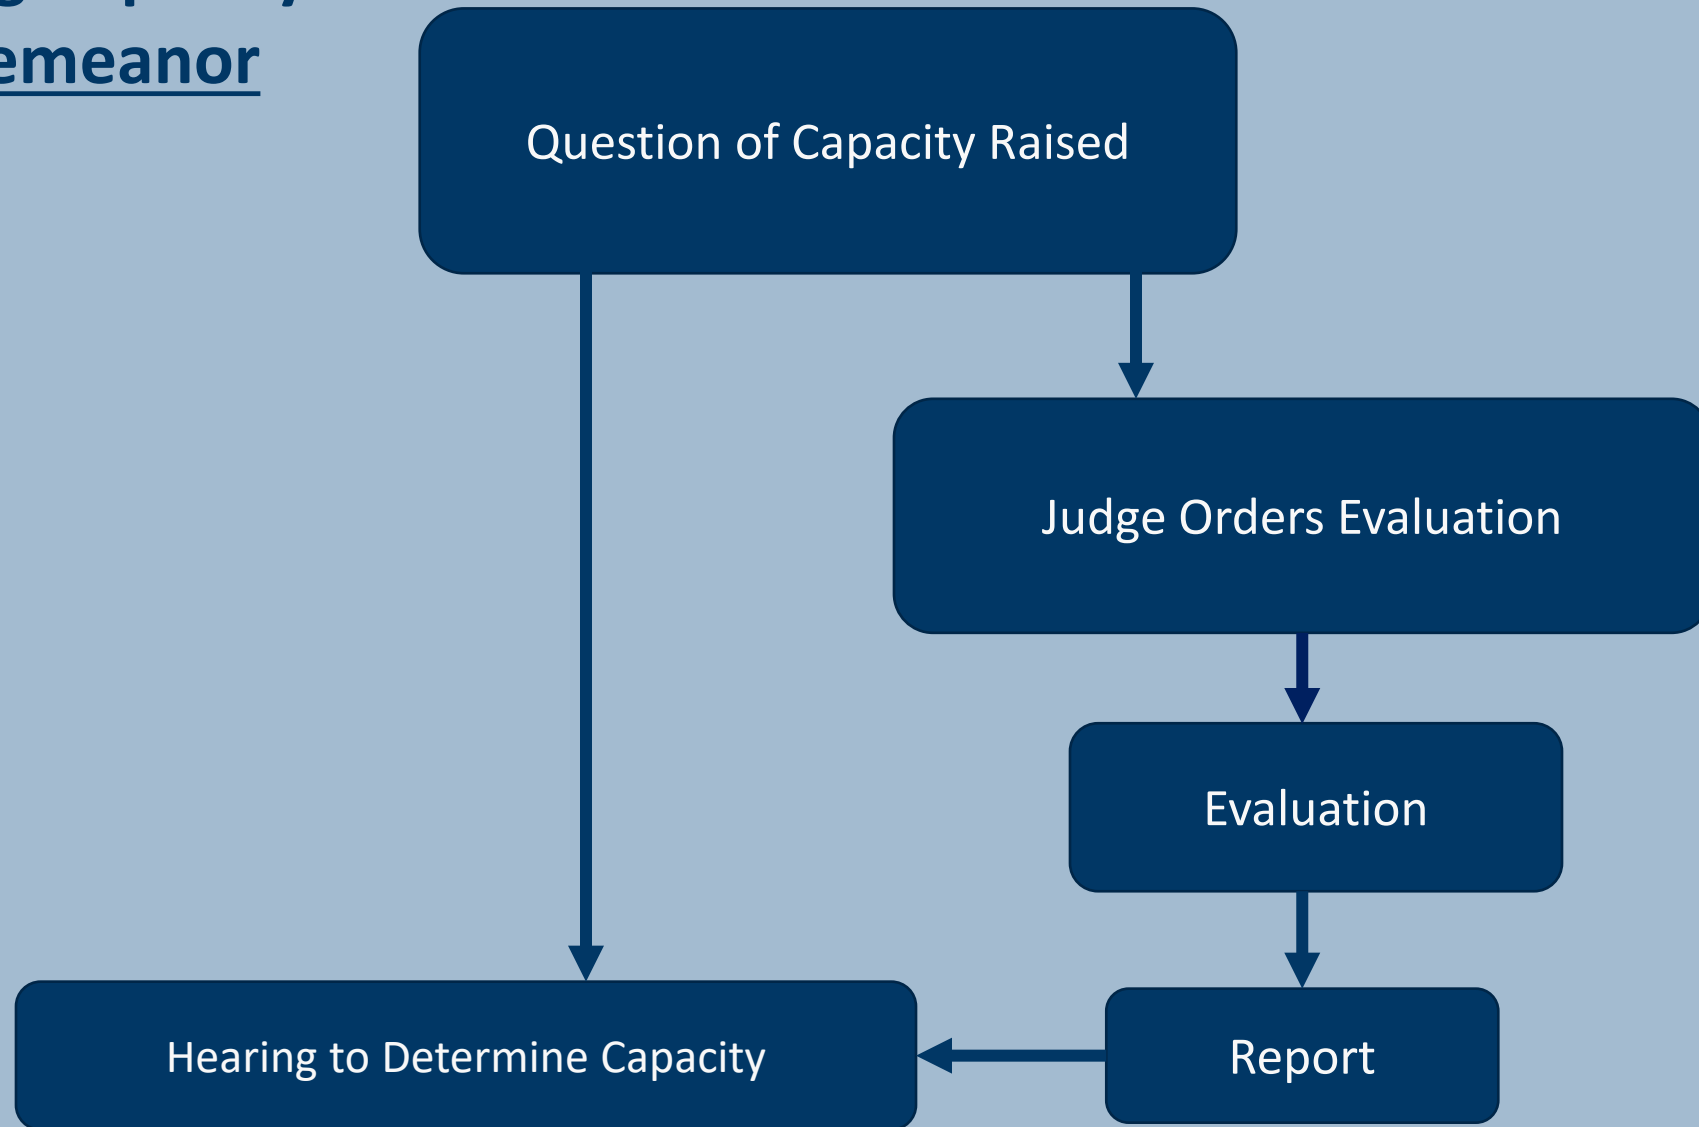 emeanor
Question of Capacity Raised
Judge Orders Evaluation
Evaluation
Hearing to Determine Capacity
Report